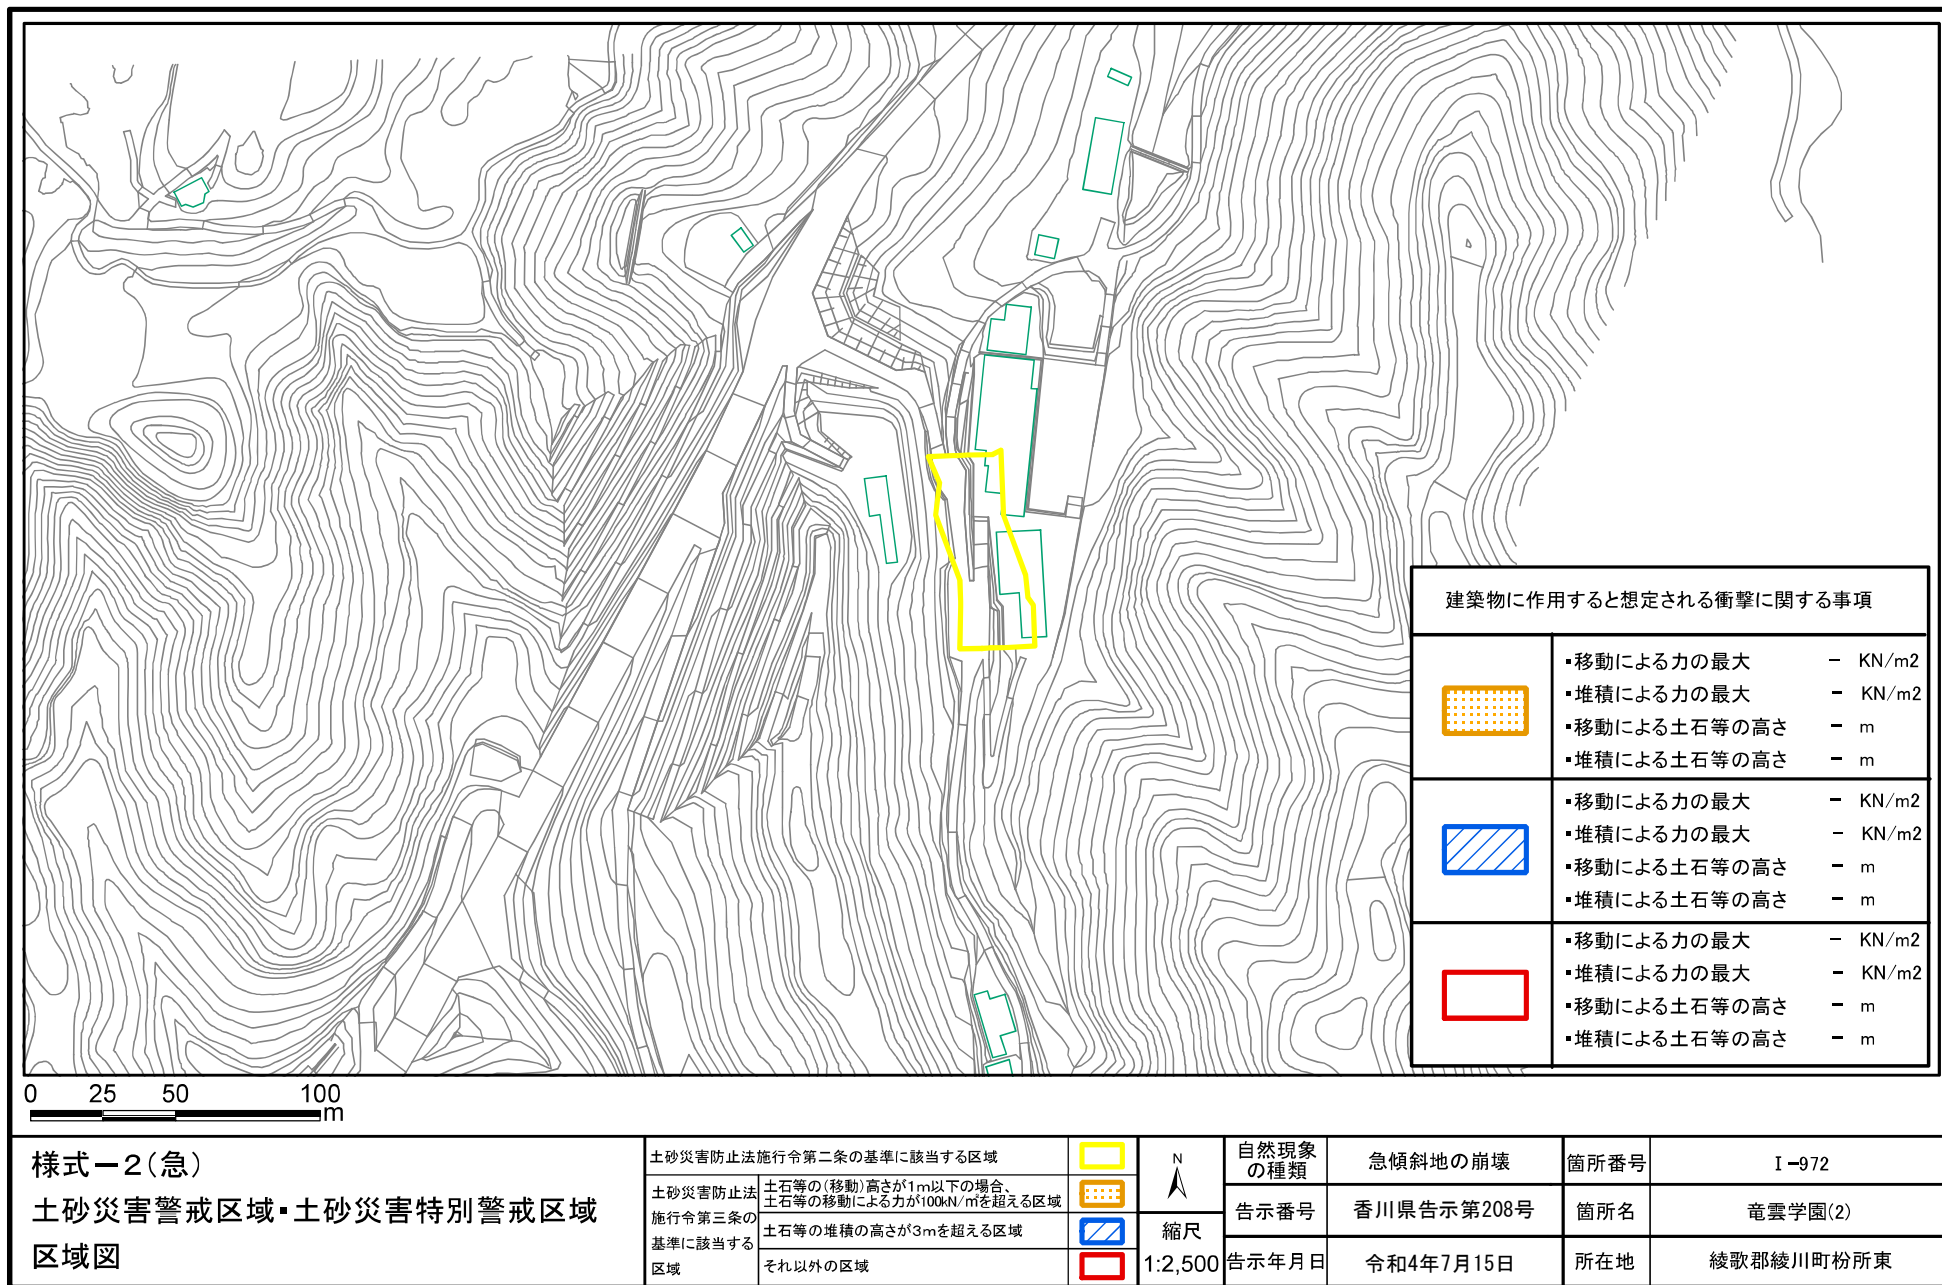 建築物に作用すると想定される衝撃に関する事項
・移動による力の最大 － KN/m2
・堆積による力の最大 － KN/m2
・移動による土石等の高さ － m
・堆積による土石等の高さ － m
・移動による力の最大 － KN/m2
・堆積による力の最大 － KN/m2
・移動による土石等の高さ － m
・堆積による土石等の高さ － m
・移動による力の最大 － KN/m2
・堆積による力の最大 － KN/m2
・移動による土石等の高さ － m
・堆積による土石等の高さ － m
0 25 50 100
m
様式－2(急)
土砂災害警戒区域・土砂災害特別警戒区域
区域図
土砂災害防止法施行令第二条の基準に該当する区域
土砂災害防止法
施行令第三条の
基準に該当する
区域
土石等の(移動)高さが1m以下の場合、
土石等の移動による力が100kN/㎡を超える区域
土石等の堆積の高さが3mを超える区域
それ以外の区域
N
縮尺
1:2,500
自然現象
の種類
急傾斜地の崩壊
箇所番号
Ⅰ-972
告示番号
香川県告示第208号
箇所名
竜雲学園(2)
告示年月日
令和4年7月15日
所在地
綾歌郡綾川町枌所東